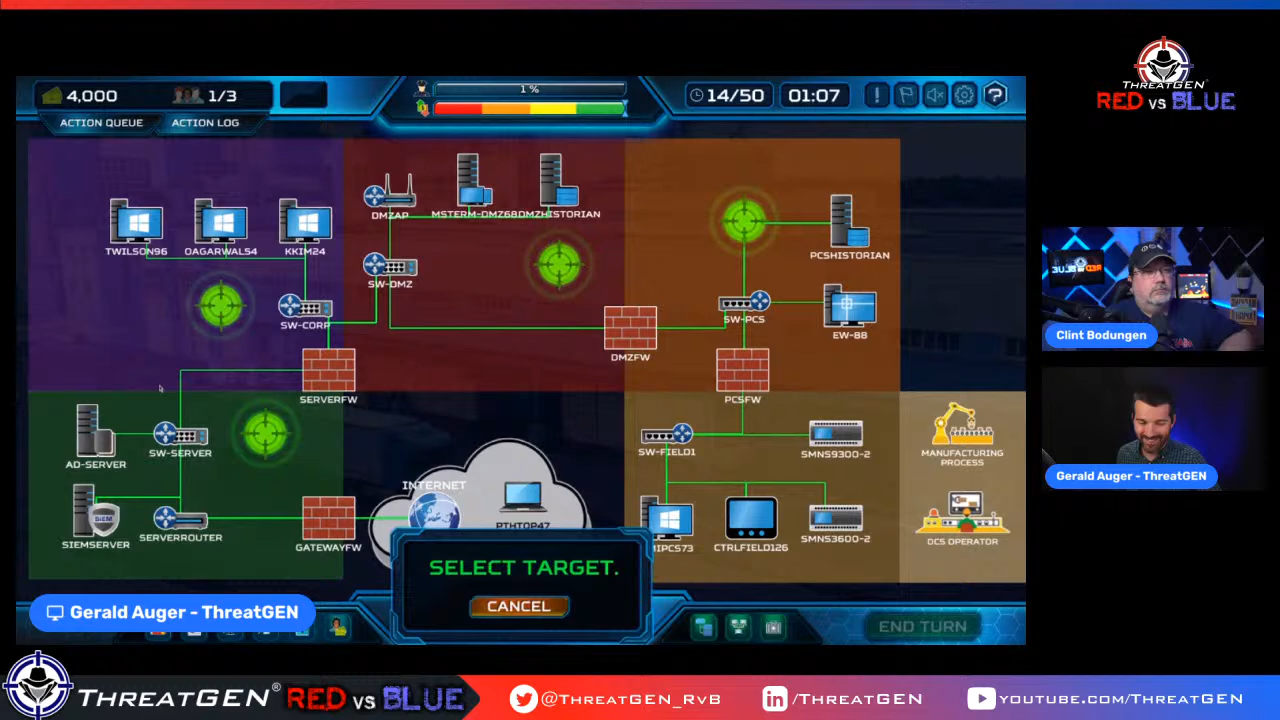 4,000
1/3
1%
14/50
01:07
!
?
ACTION QUEUE
ACTION LOG
THREATGEN
RED vs BLUE
TWILSON96
OAGARWALS4
KKIM24
DMZAP
MSTERM-DMZ68
DMZHISTORIAN
PCSHISTORIAN
SW-CORP
SW-DMZ
SW-PCS
EW-88
DMZFW
SERVERFW
PCSFW
AD-SERVER
SW-SERVER
SW-FIELD1
SMNS9300-2
MANUFACTURING
PROCESS
INTERNET
SIEM
SIEMSERVER
SERVERROUTER
GATEWAYFW
PTHTOP47
MIPCS73
CTRLFIELD126
SMNS3600-2
DCS OPERATOR
SELECT TARGET.
CANCEL
END TURN
Clint Bodungen
Gerald Auger - ThreatGEN
Gerald Auger - ThreatGEN
THREATGEN® RED vs BLUE
@THREATGEN_RVB
/THREATGEN
YOUTUBE.COM/THREATGEN